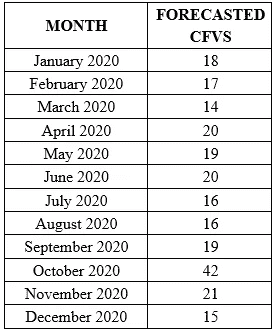 MONTH FORECASTED CFVS
January 2020 18
February 2020 17
March 2020 14
April 2020 20
May 2020 19
June 2020 20
July 2020 16
August 2020 16
September 2020 19
October 2020 42
November 2020 21
December 2020 15